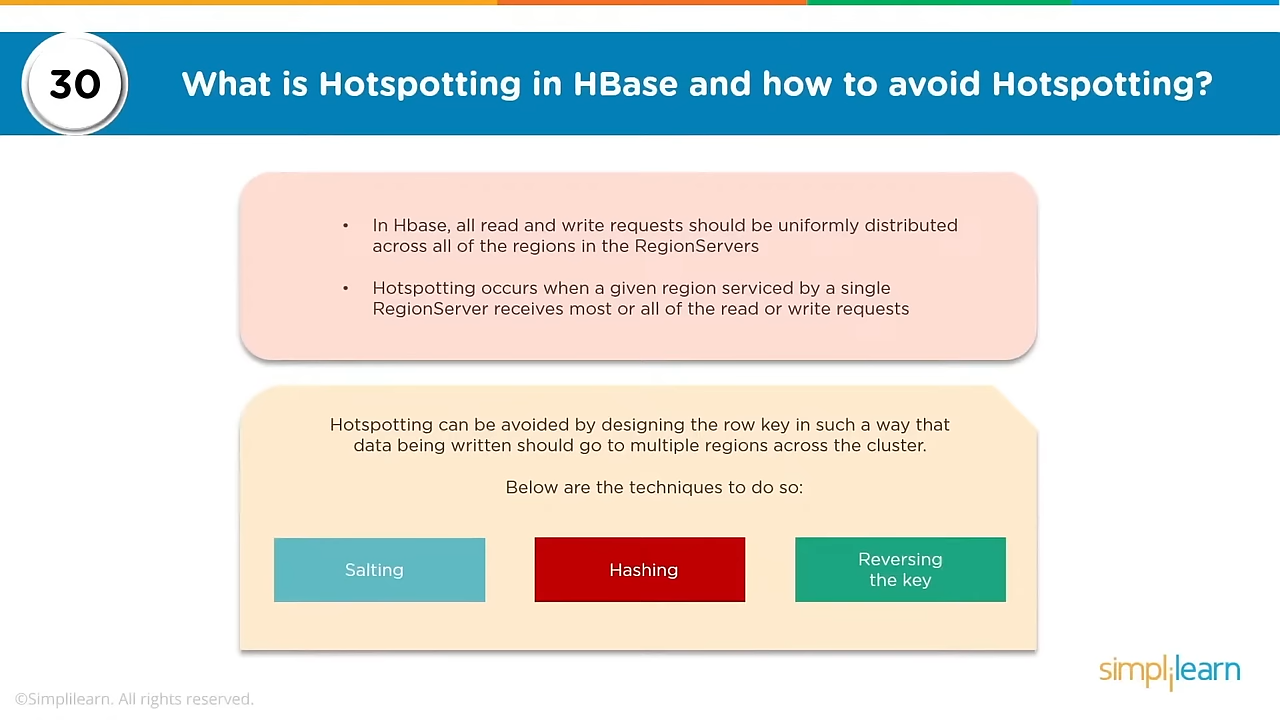 30
What is Hotspotting in HBase and how to avoid Hotspotting?
• In Hbase, all read and write requests should be uniformly distributed
across all of the regions in the RegionServers
• Hotspotting occurs when a given region serviced by a single
RegionServer receives most or all of the read or write requests
Hotspotting can be avoided by designing the row key in such a way that
data being written should go to multiple regions across the cluster.
Below are the techniques to do so:
Salting
Hashing
Reversing
the key
simplilearn
©Simplilearn. All rights reserved.